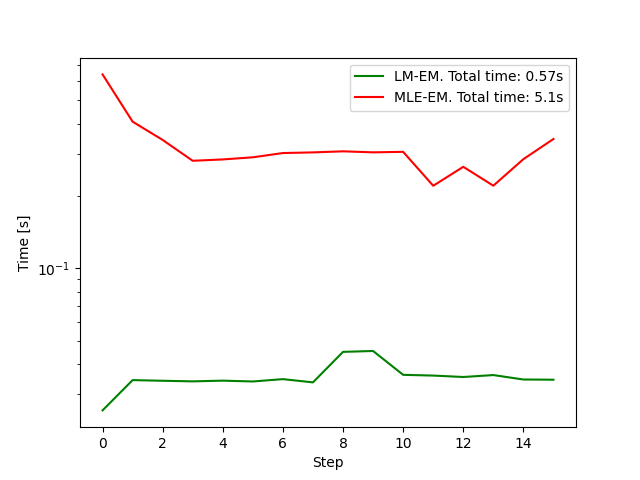 LM-EM. Total time: 0.57s
MLE-EM. Total time: 5.1s
Time [s]
10⁻¹
0 2 4 6 8 10 12 14
Step